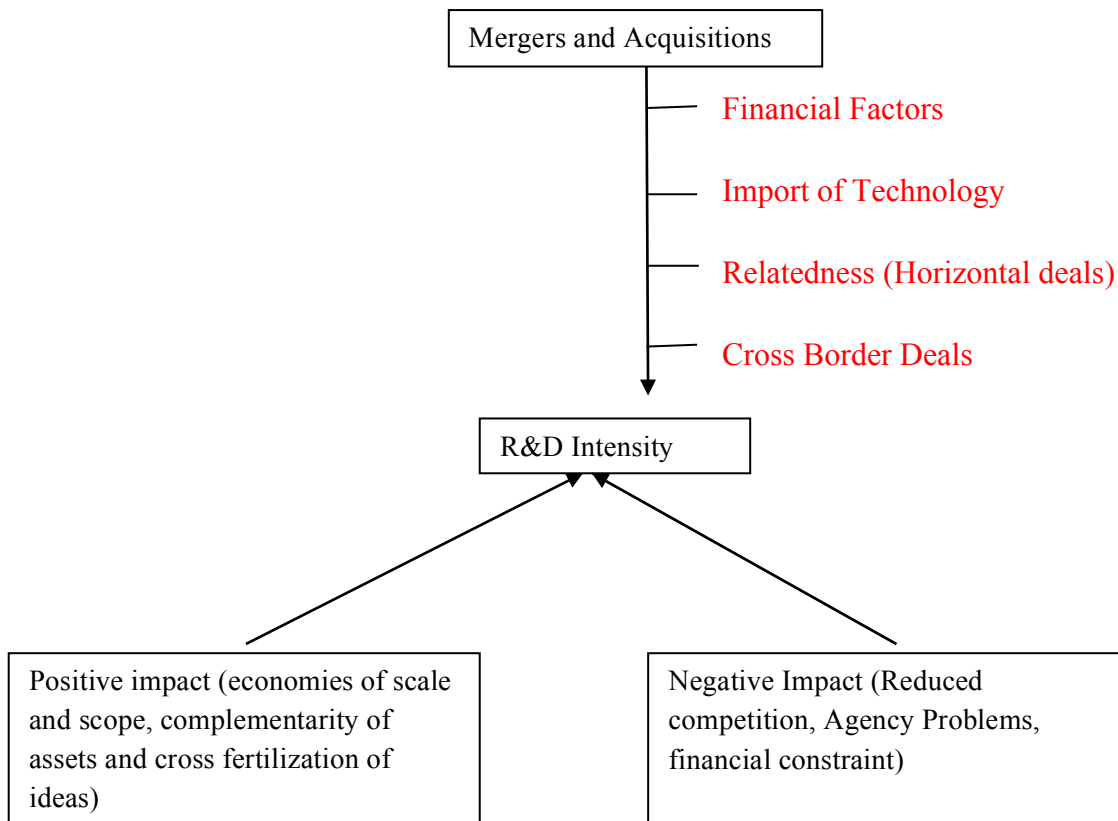 Mergers and Acquisitions
Financial Factors
Import of Technology
Relatedness (Horizontal deals)
Cross Border Deals
R&D Intensity
Positive impact (economies of scale
and scope, complementarity of
assets and cross fertilization of
ideas)
Negative Impact (Reduced
competition, Agency Problems,
financial constraint)